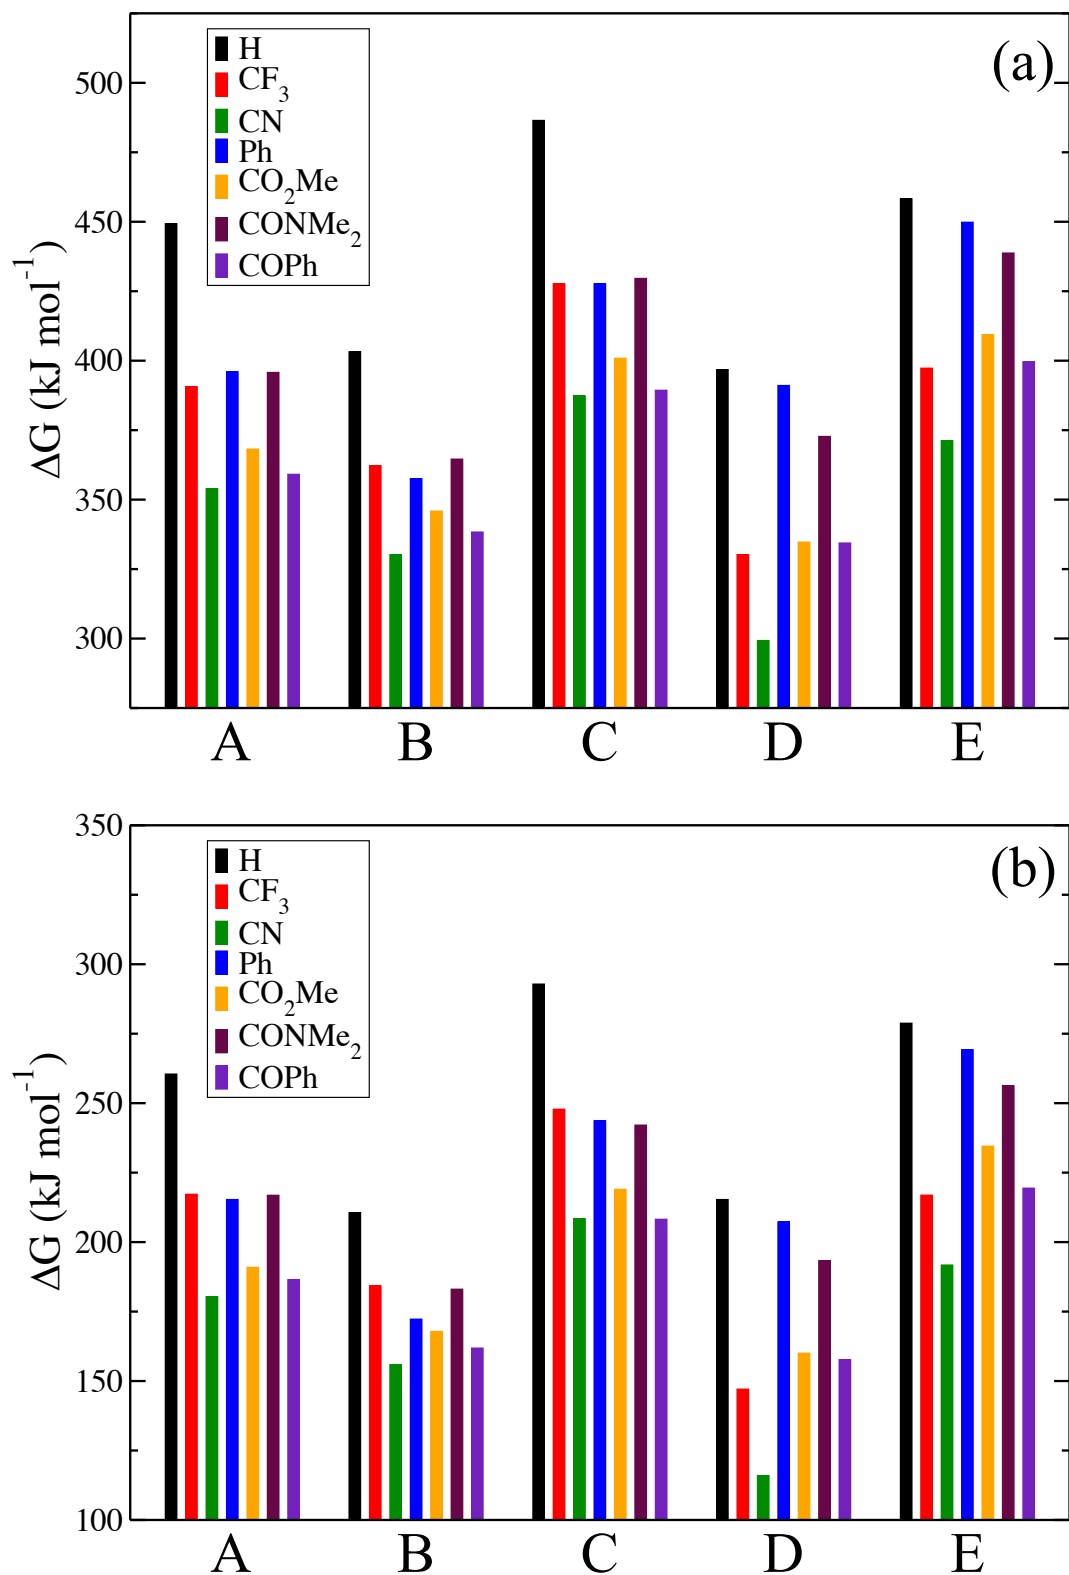 (a)
H
CF3
CN
Ph
CO2Me
CONMe2
COPh
500
450
400
350
300
ΔG (kJ mol-1)
A B C D E
(b)
H
CF3
CN
Ph
CO2Me
CONMe2
COPh
350
300
250
200
150
100
ΔG (kJ mol-1)
A B C D E